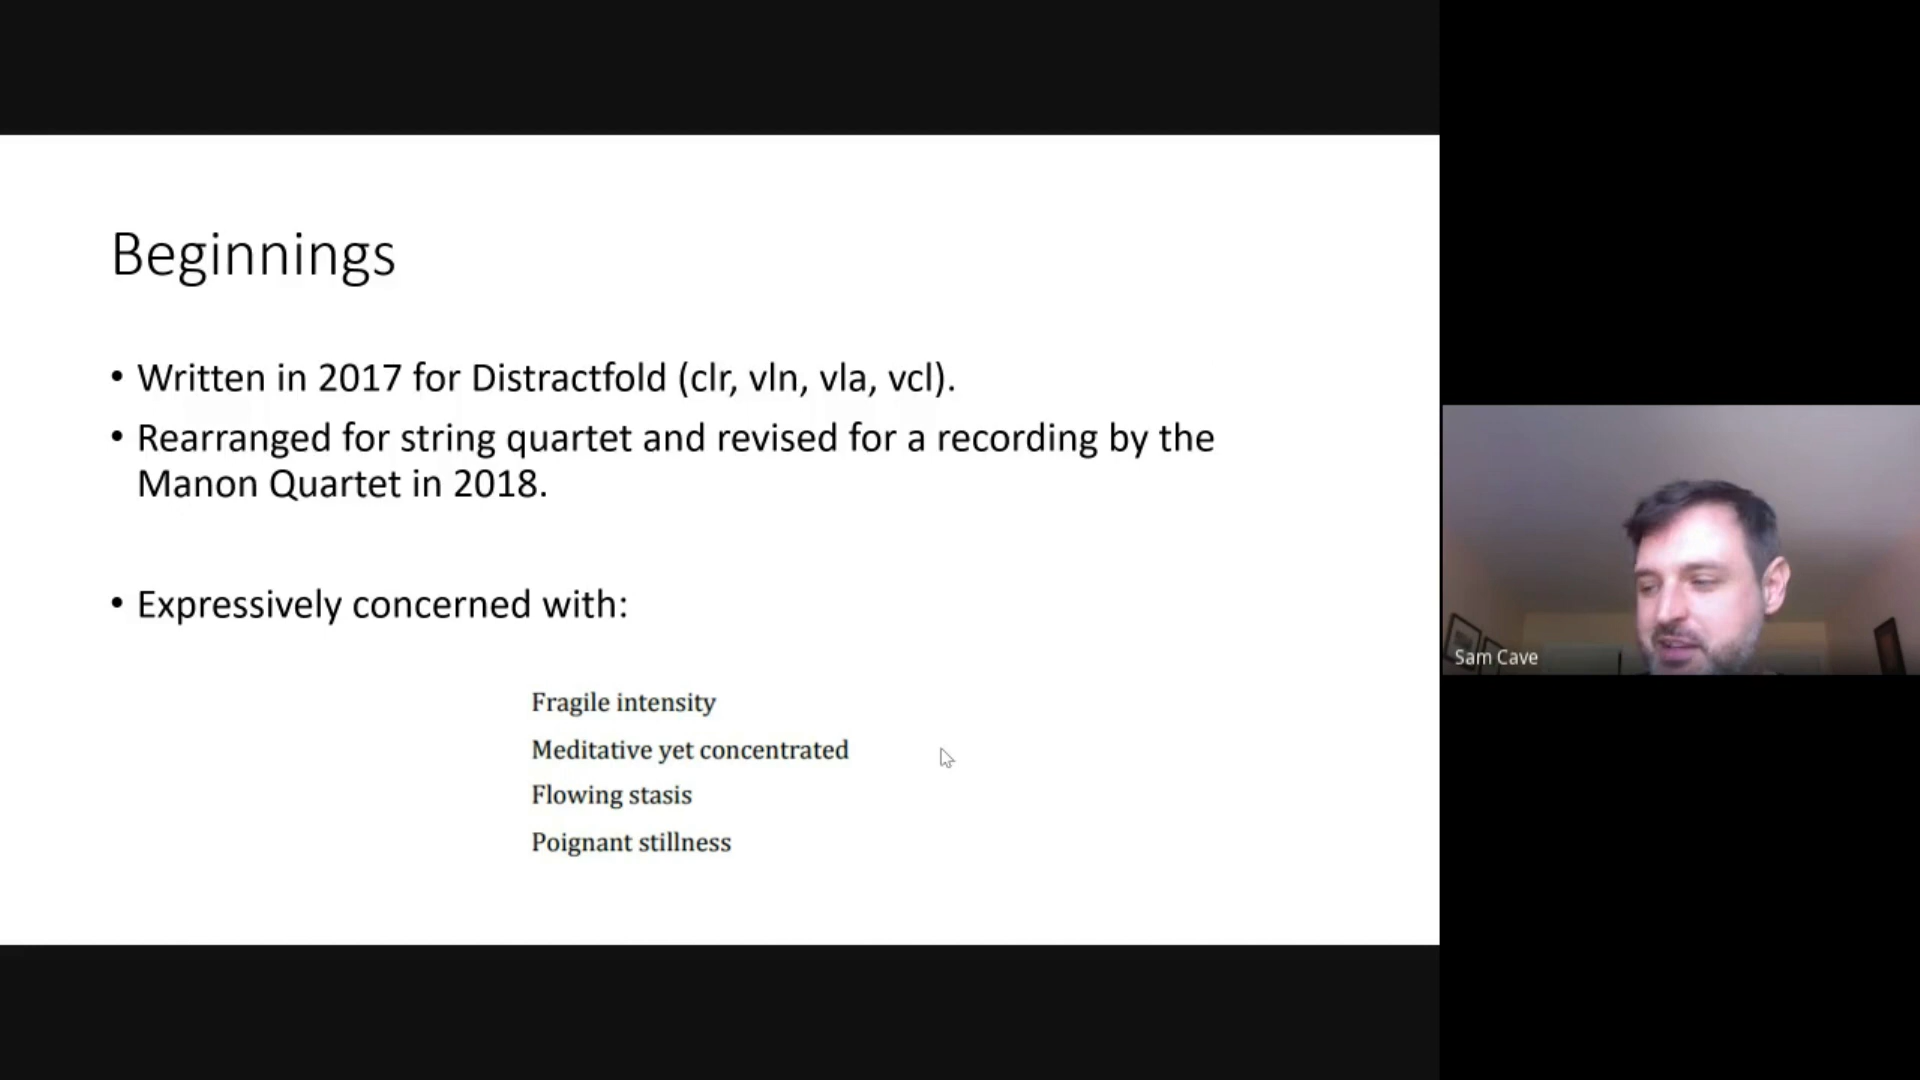 Beginnings
• Written in 2017 for Distractfold (clr, vln, vla, vcl).
• Rearranged for string quartet and revised for a recording by the
Manon Quartet in 2018.
• Expressively concerned with:
Fragile intensity
Meditative yet concentrated
Flowing stasis
Poignant stillness
Sam Cave